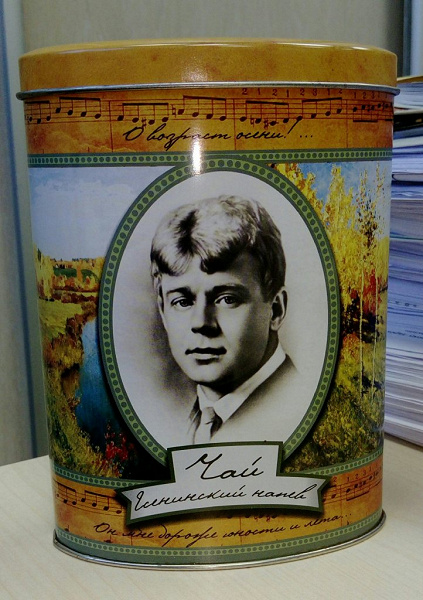 О возраст осени!...
Чай
Есенинский напев
Он мне дороже юности и лета...